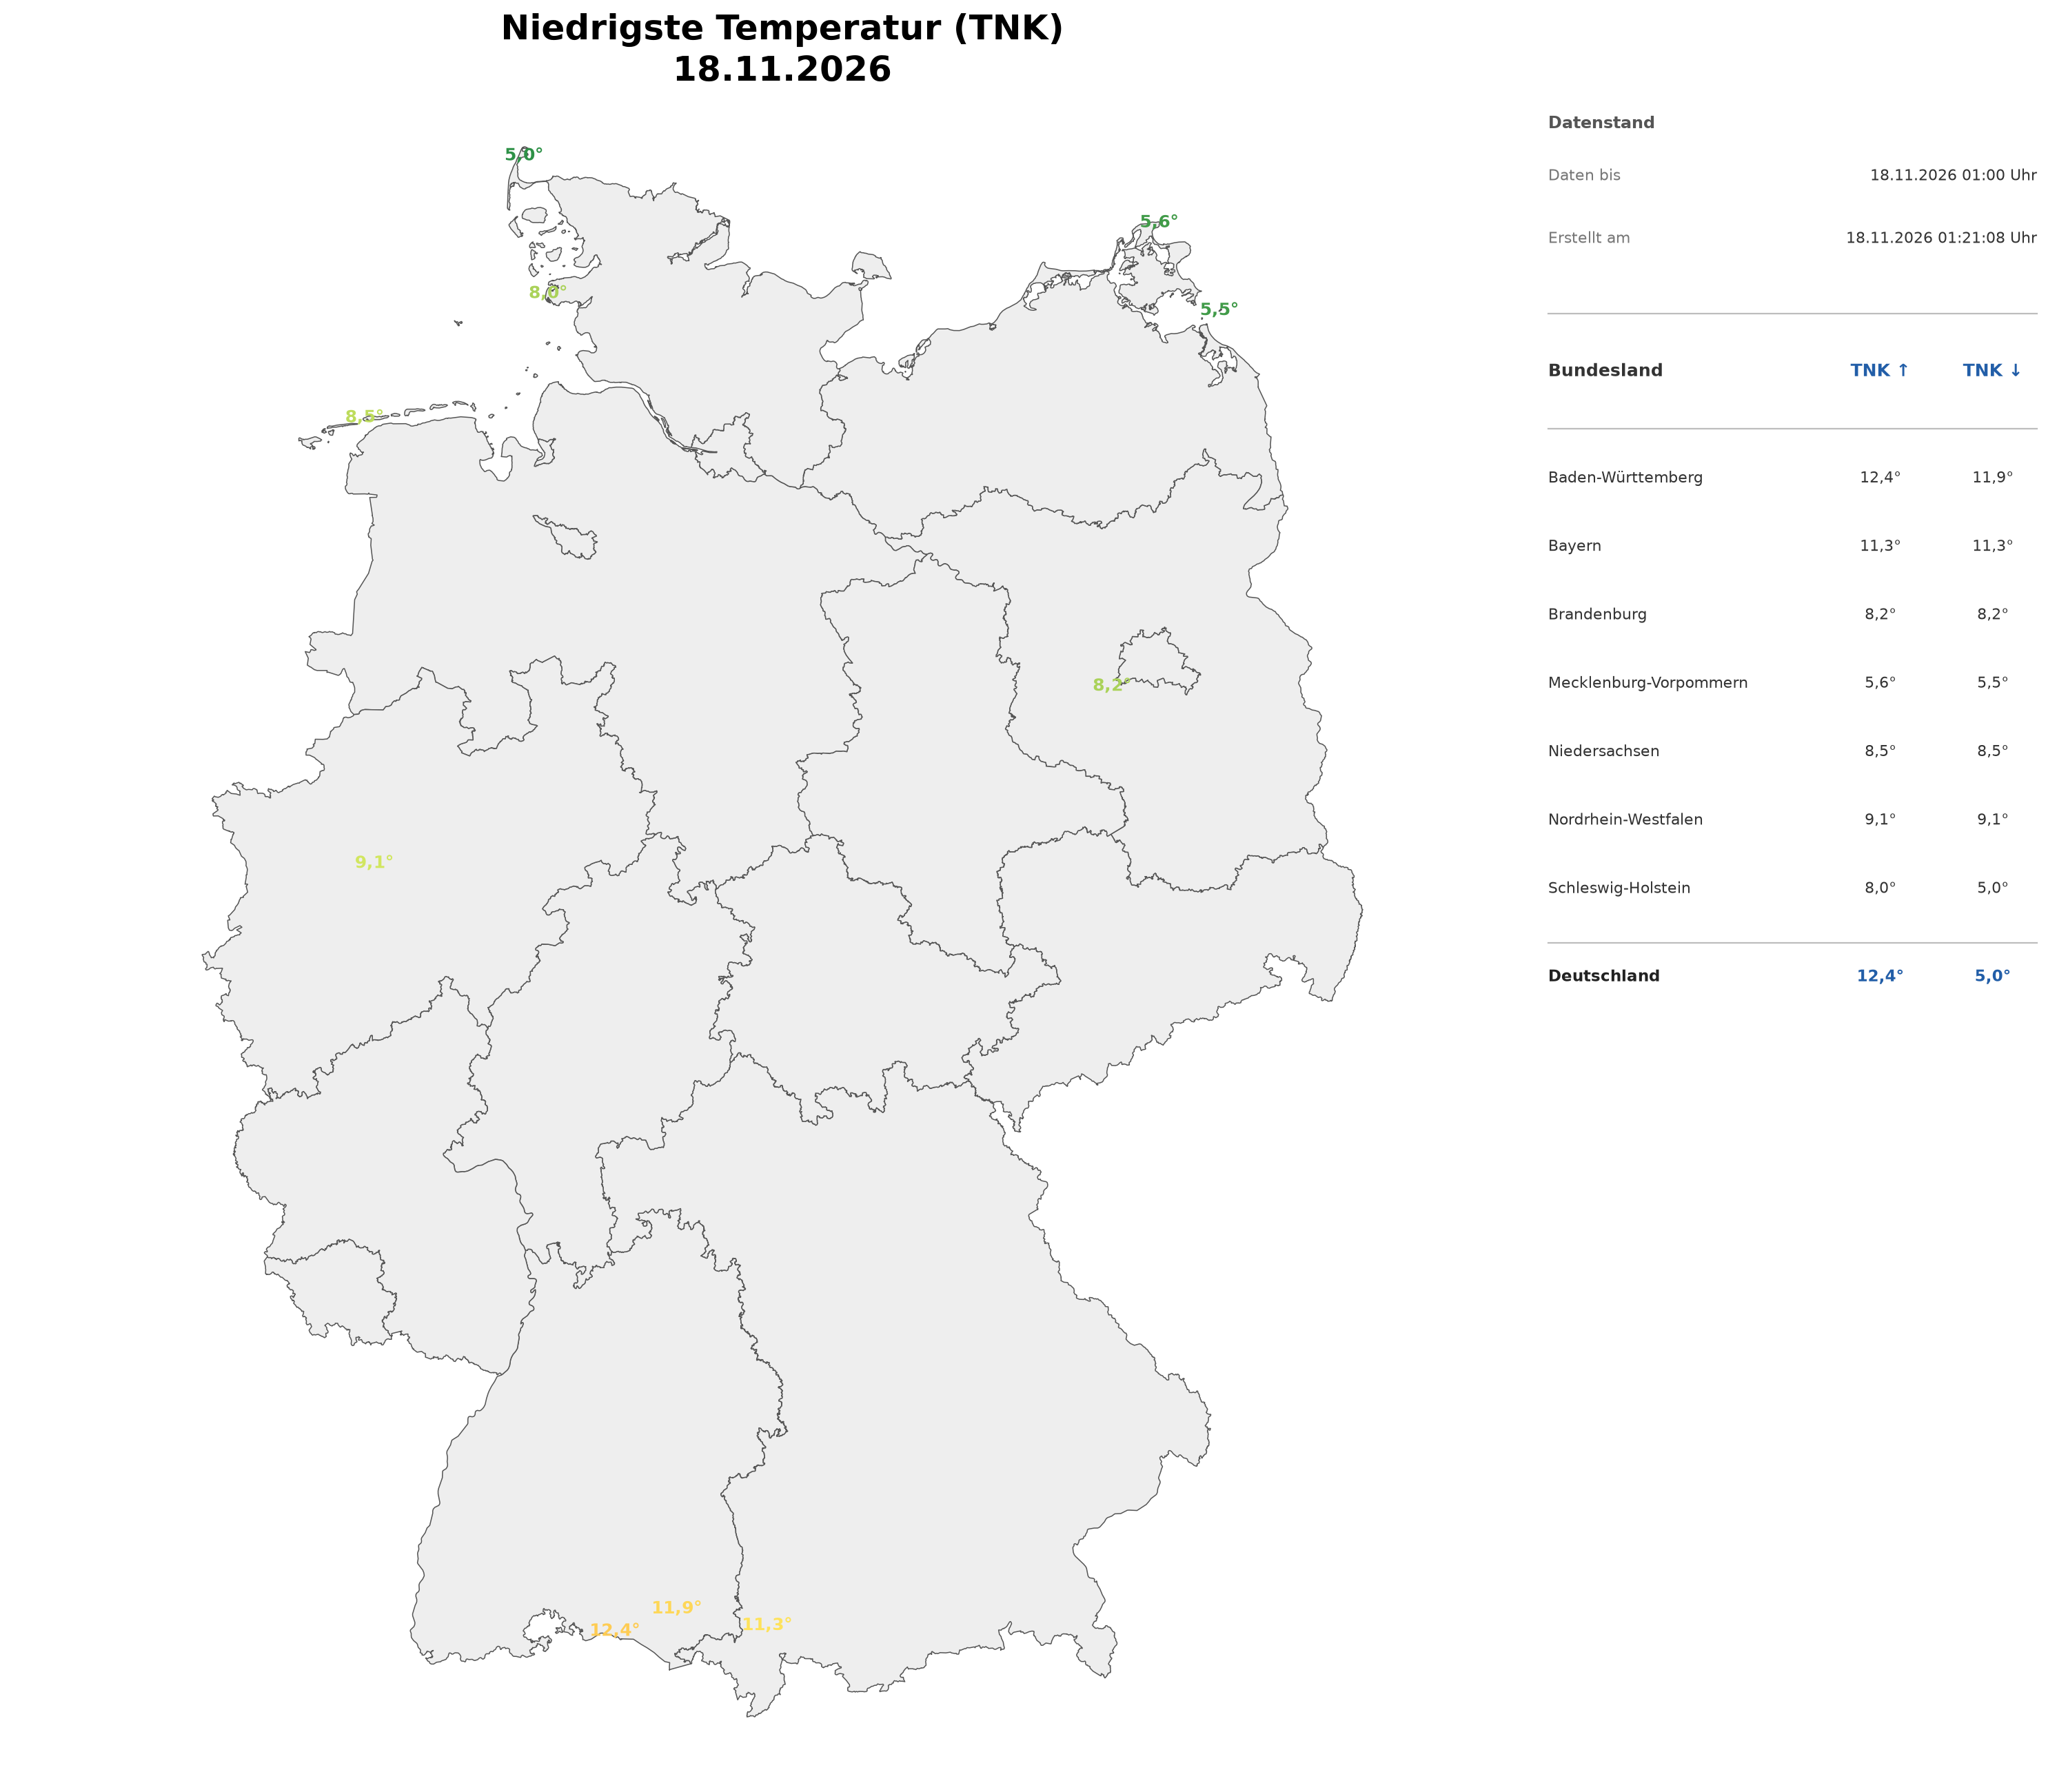 Niedrigste Temperatur (TNK)
18.11.2026
5,0°
5,6°
8,0°
5,5°
8,5°
8,2°
9,1°
11,9°
11,3°
12,4°
Datenstand
Daten bis 18.11.2026 01:00 Uhr
Erstellt am 18.11.2026 01:21:08 Uhr
Bundesland TNK ↑ TNK ↓
Baden-Württemberg 12,4° 11,9°
Bayern 11,3° 11,3°
Brandenburg 8,2° 8,2°
Mecklenburg-Vorpommern 5,6° 5,5°
Niedersachsen 8,5° 8,5°
Nordrhein-Westfalen 9,1° 9,1°
Schleswig-Holstein 8,0° 5,0°
Deutschland 12,4° 5,0°